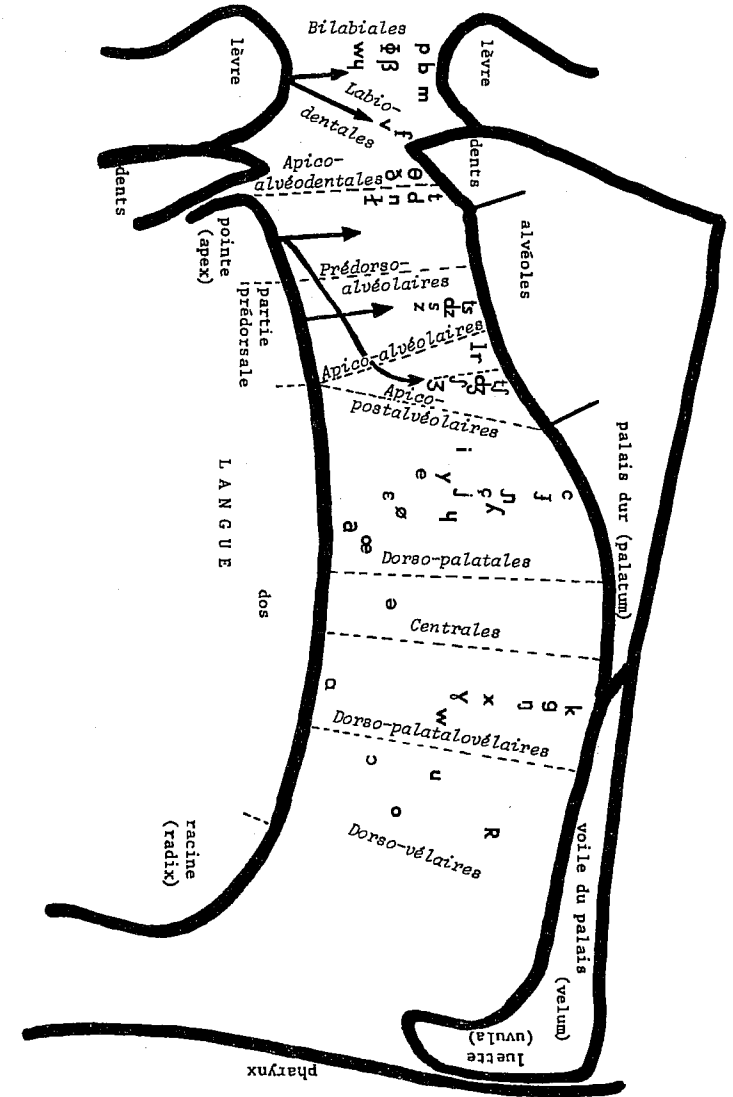 Bilabiales
lèvre
lèvre
p b m
ɸ β
w ɥ
Labio-
dentales
f
v
dents
dents
Apico-
alvéodentales
θ
ð
t
d
n
ɫ
alvéoles
pointe
(apex)
Prédorso-
alvéolaires
partie
prédorsale
ts
dz
s
z
Apico-alvéolaires
l r
tʃ
dʒ
ʃ
ʒ
Apico-
postalvéolaires
palais dur (palatum)
LANGUE
i
y
e
c
ɟ
ɲ
ʎ
ç
j
ɥ
ε
ø
a
œ
Dorso-palatales
dos
ə
Centrales
ɑ
k
g
ŋ
x
ɣ
w
Dorso-palatalovélaires
ɔ
u
o
R
Dorso-vélaires
racine
(radix)
voile du palais
(velum)
luette
(uvula)
pharynx